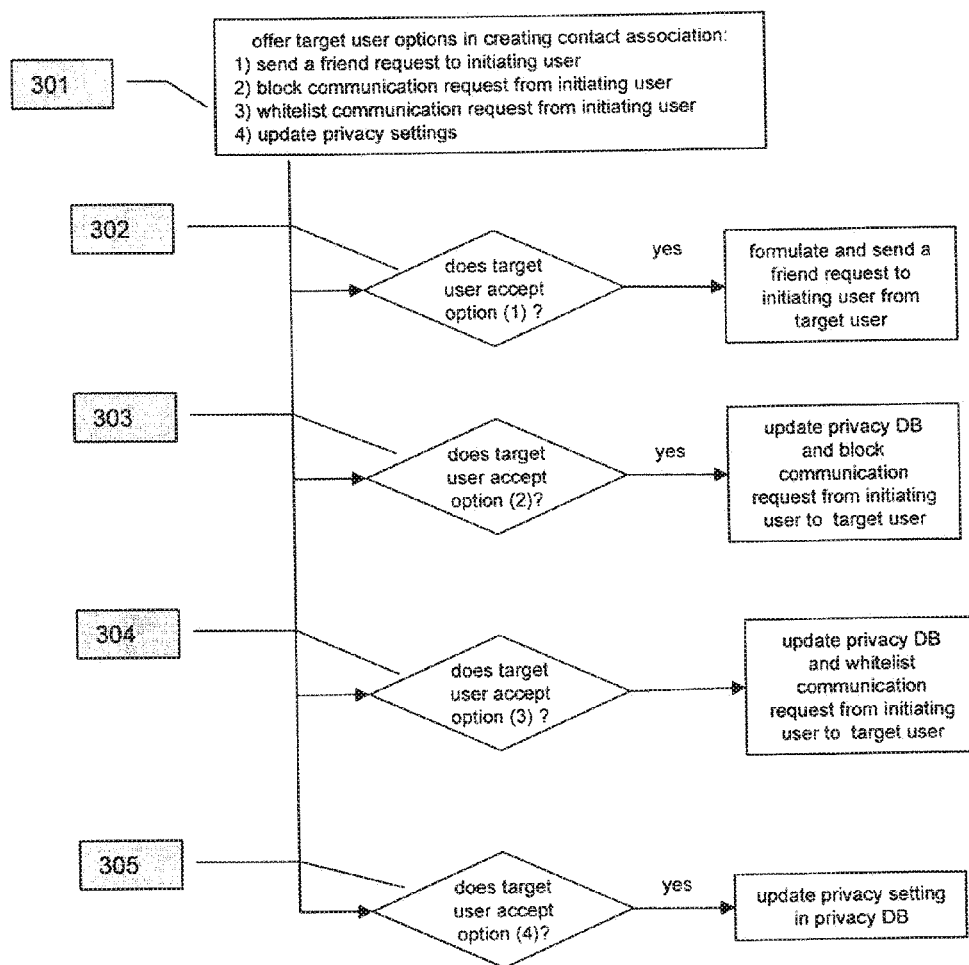 offer target user options in creating contact association:
1) send a friend request to initiating user
2) block communication request from initiating user
3) whitelist communication request from initiating user
4) update privacy settings
301
302
does target
user accept
option (1) ?
yes
formulate and send a
friend request to
initiating user from
target user
303
does target
user accept
option (2)?
yes
update privacy DB
and block
communication
request from initiating
user to target user
304
does target
user accept
option (3) ?
update privacy DB
and whitelist
communication
request from initiating
user to target user
305
does target
user accept
option (4)?
yes
update privacy setting
in privacy DB